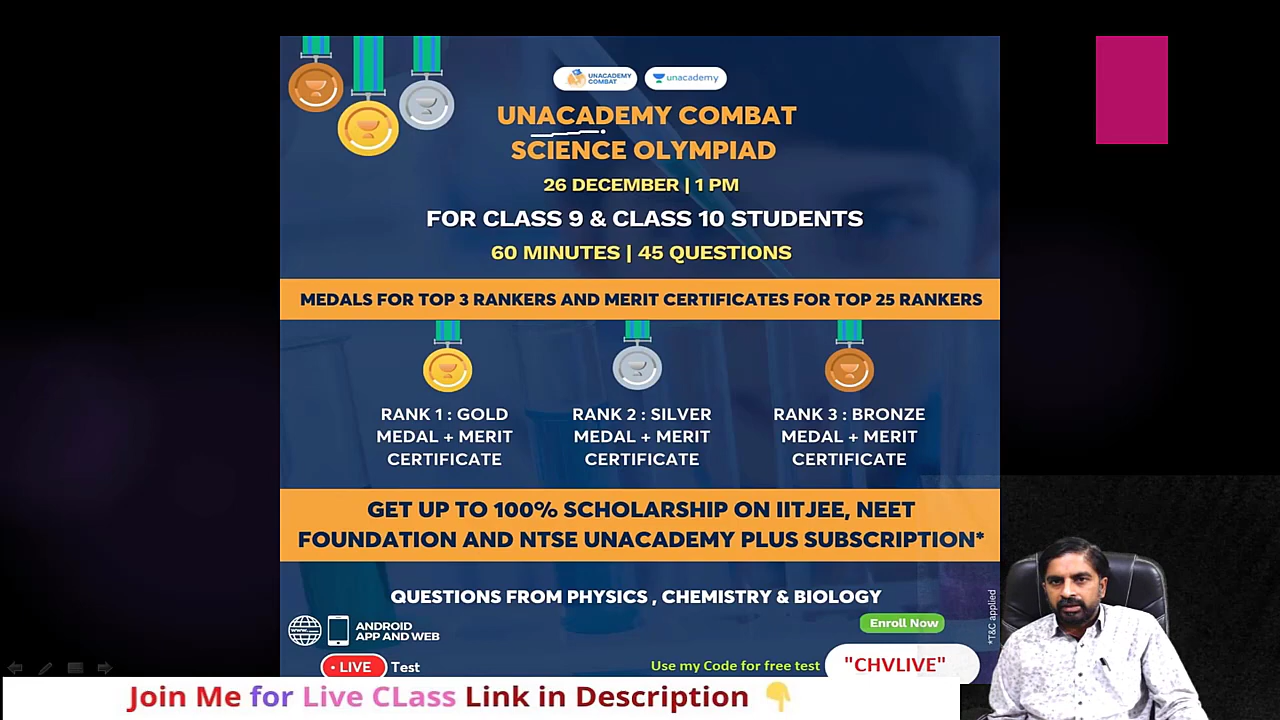 UNACADEMY COMBAT
unacademy
UNACADEMY COMBAT
SCIENCE OLYMPIAD
26 DECEMBER | 1 PM
FOR CLASS 9 & CLASS 10 STUDENTS
60 MINUTES | 45 QUESTIONS
MEDALS FOR TOP 3 RANKERS AND MERIT CERTIFICATES FOR TOP 25 RANKERS
RANK 1 : GOLD
MEDAL + MERIT
CERTIFICATE
RANK 2 : SILVER
MEDAL + MERIT
CERTIFICATE
RANK 3 : BRONZE
MEDAL + MERIT
CERTIFICATE
GET UP TO 100% SCHOLARSHIP ON IITJEE, NEET
FOUNDATION AND NTSE UNACADEMY PLUS SUBSCRIPTION*
QUESTIONS FROM PHYSICS , CHEMISTRY & BIOLOGY
WWW
ANDROID
APP AND WEB
Enroll Now
*T&C applied
• LIVE Test
Use my Code for free test "CHVLIVE"
Join Me for Live CLass Link in Description 👇